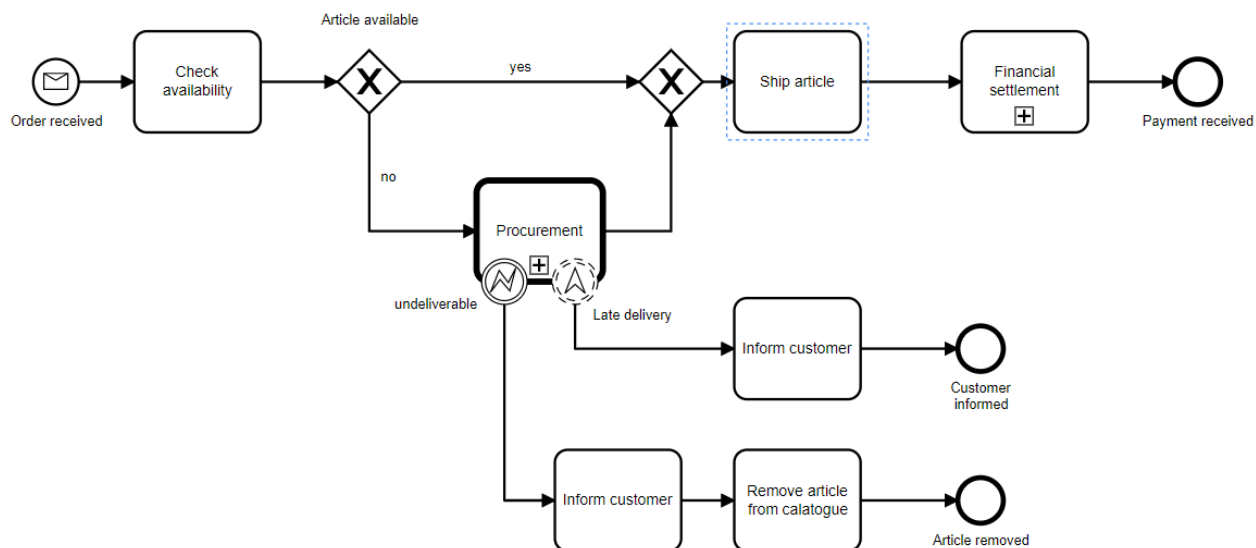 Article available
Check
availability
yes
Ship article
Financial
settlement
Order received
Payment received
no
Procurement
undeliverable
Late delivery
Inform customer
Customer
informed
Inform customer
Remove article
from calatogue
Article removed